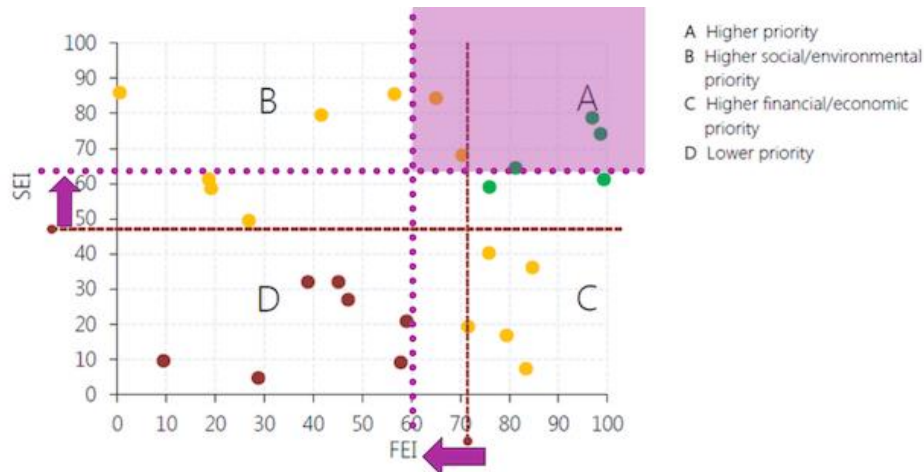 100
90
80
70
60
50
40
30
20
10
0
SEI
B
A
D
C
0 10 20 30 40 50 60 70 80 90 100
FEI
A Higher priority
B Higher social/environmental
priority
C Higher financial/economic
priority
D Lower priority